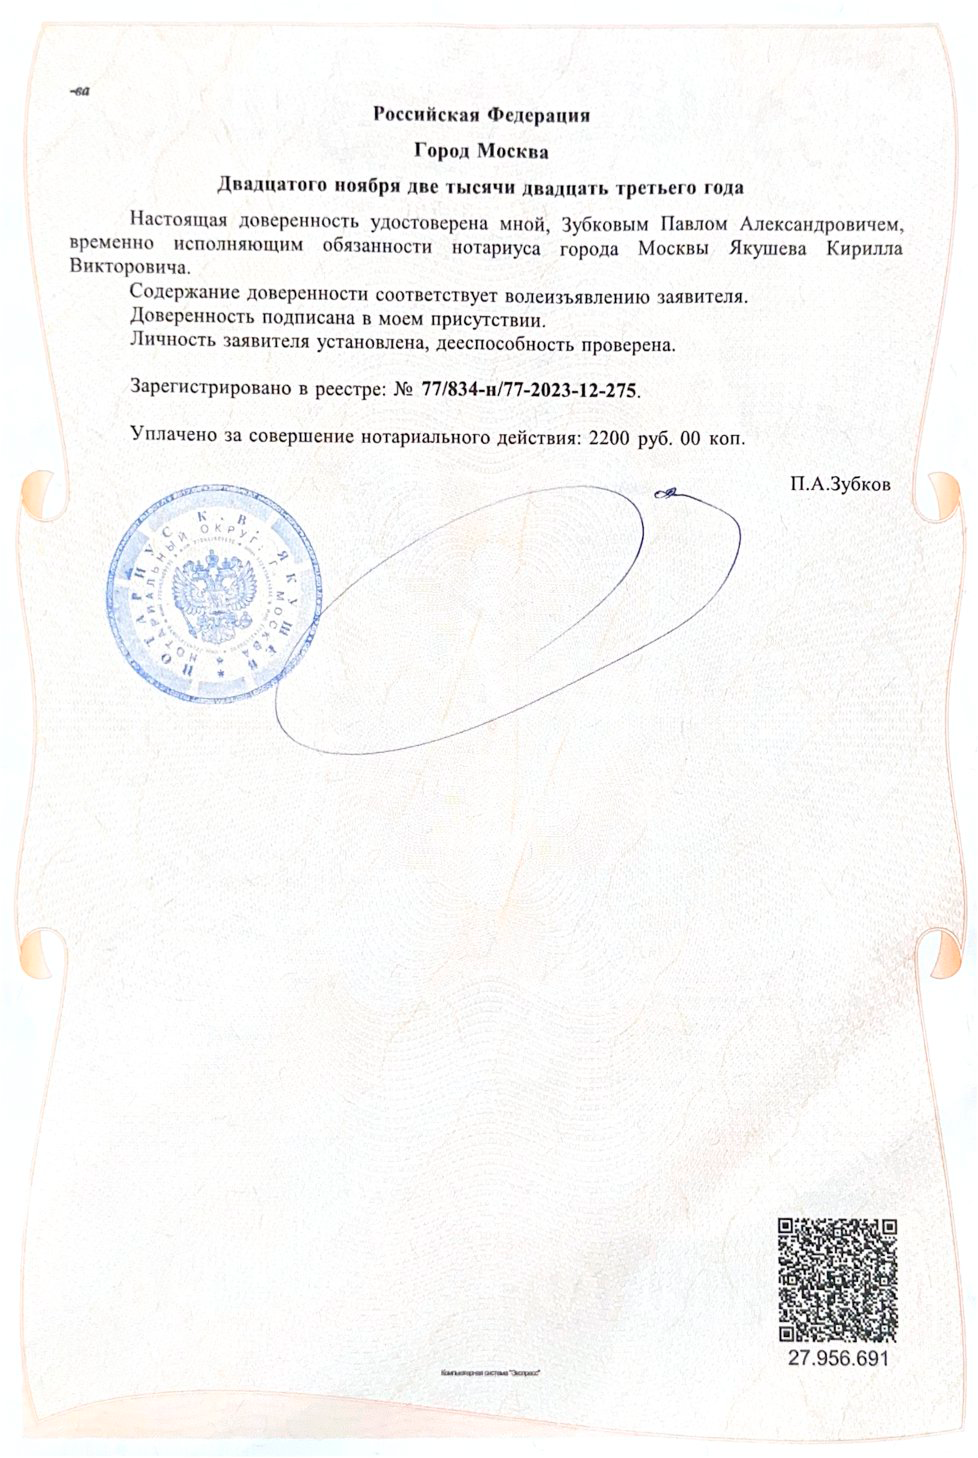 -ва
Российская Федерация
Город Москва
Двадцатого ноября две тысячи двадцать третьего года
Настоящая доверенность удостоверена мной, Зубковым Павлом Александровичем,
временно исполняющим обязанности нотариуса города Москвы Якушева Кирилла
Викторовича.
Содержание доверенности соответствует волеизъявлению заявителя.
Доверенность подписана в моем присутствии.
Личность заявителя установлена, дееспособность проверена.
Зарегистрировано в реестре: № 77/834-н/77-2023-12-275.
Уплачено за совершение нотариального действия: 2200 руб. 00 коп.
П.А.Зубков
НОТАРИУС К. В. ЯКУШЕВ *
НОТАРИАЛЬНЫЙ ОКРУГ: Г. МОСКВА *
27.956.691
Компьютерная система "Экспресс"